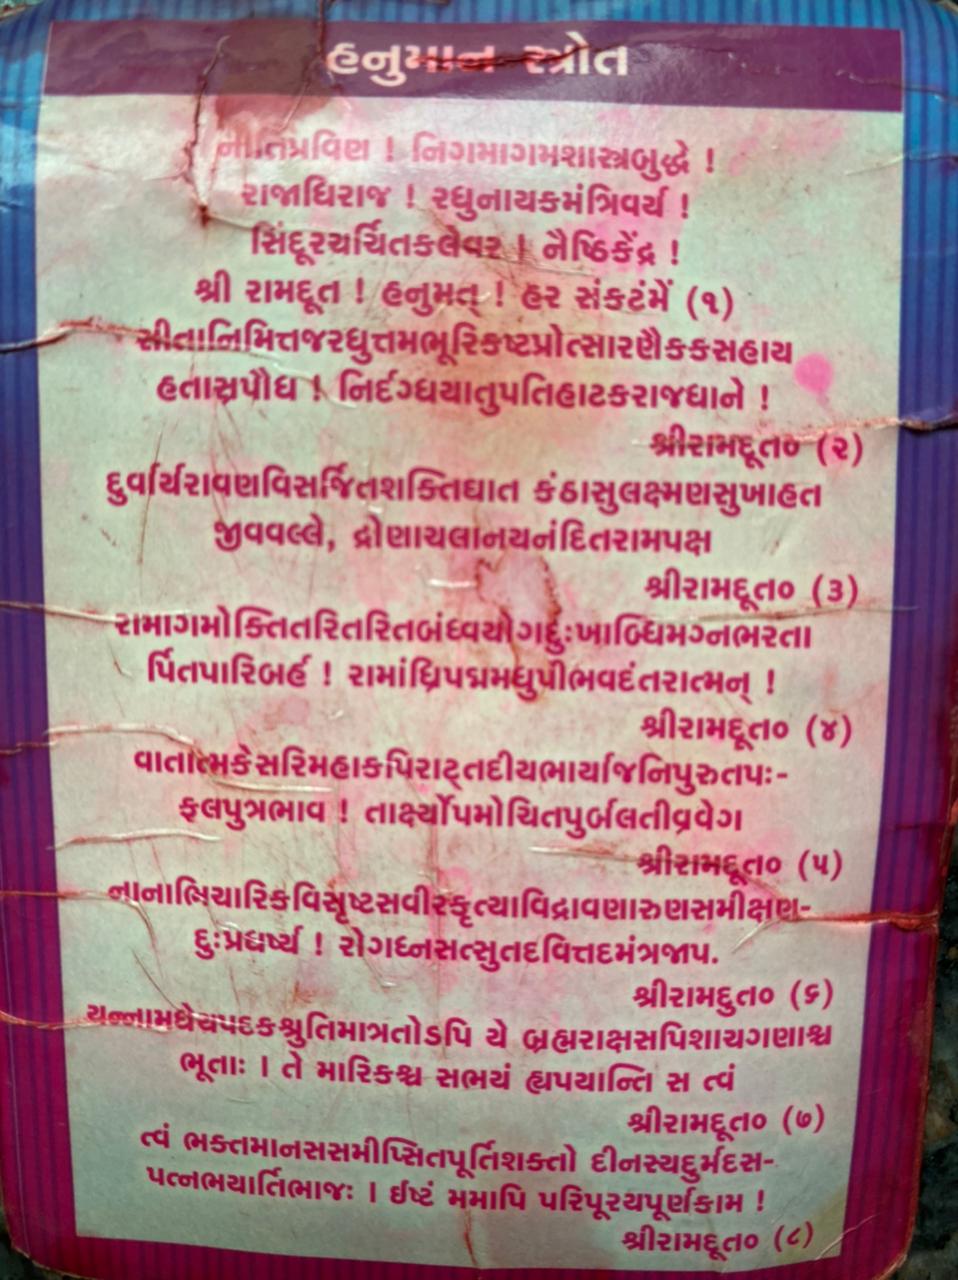 હનુમાન સ્ત્રોત
નીતિપ્રવિણ ! નિગમાગમશાસ્ત્રબુદ્ધે !
રાજાધિરાજ ! રઘુનાયકમંત્રિવર્ય !
સિંદૂરચર્ચિતકલેવર ! નૈષ્ઠિકેંદ્ર !
શ્રી રામદૂત ! હનુમત્ ! હર સંકટંમેં (૧)
સીતાનિમિત્તજરઘુત્તમભૂરિકષ્ટપ્રોત્સારણૈકકસહાય
હતાસ્રપૌઘ ! નિર્દગ્ધયાતુપતિહાટકરાજધાને !
શ્રીરામદૂત૦ (૨)
દુર્વાર્યરાવણવિસર્જિતશક્તિઘાત કંઠાસુલક્ષ્મણસુખાહત
જીવવલ્લે, દ્રોણાચલાનયનંદિતરામપક્ષ
શ્રીરામદૂત૦ (૩)
રામાગમોક્તિતરિતરિતબંધ્વયોગદુઃખાબ્ધિમગ્નભરતા
ર્પિતપારિબર્હ ! રામાંઘ્રિપદ્મમધુપીભવદંતરાત્મન્ !
શ્રીરામદૂત૦ (૪)
વાતાત્મકેસરિમહાકપિરાટ્તદીયભાર્યાજનિપુરુતપઃ-
ફલપુત્રભાવ ! તાર્ક્ષ્યોપમોચિતપુર્બલતીવ્રવેગ
શ્રીરામદૂત૦ (૫)
નાનાભિચારિકવિસૃષ્ટસવીરકૃત્યાવિદ્રાવણારુણસમીક્ષણ-
દુઃપ્રધર્ષ્ય ! રોગઘ્નસત્સુતદવિત્તદમંત્રજાપ.
શ્રીરામદુત૦ (૬)
યન્નામધેયપદકશ્રુતિમાત્રતોડપિ યે બ્રહ્મરાક્ષસપિશાચગણાશ્ચ
ભૂતાઃ । તે મારિકશ્ચ સભયં હ્યપયાન્તિ સ ત્વં
શ્રીરામદૂત૦ (૭)
ત્વં ભક્તમાનસસમીપ્સિતપૂર્તિશક્તો દીનસ્યદુર્મદસ-
પત્નભયાર્તિભાજઃ । ઈષ્ટં મમાપિ પરિપૂરયપૂર્ણકામ !
શ્રીરામદૂત૦ (૮)